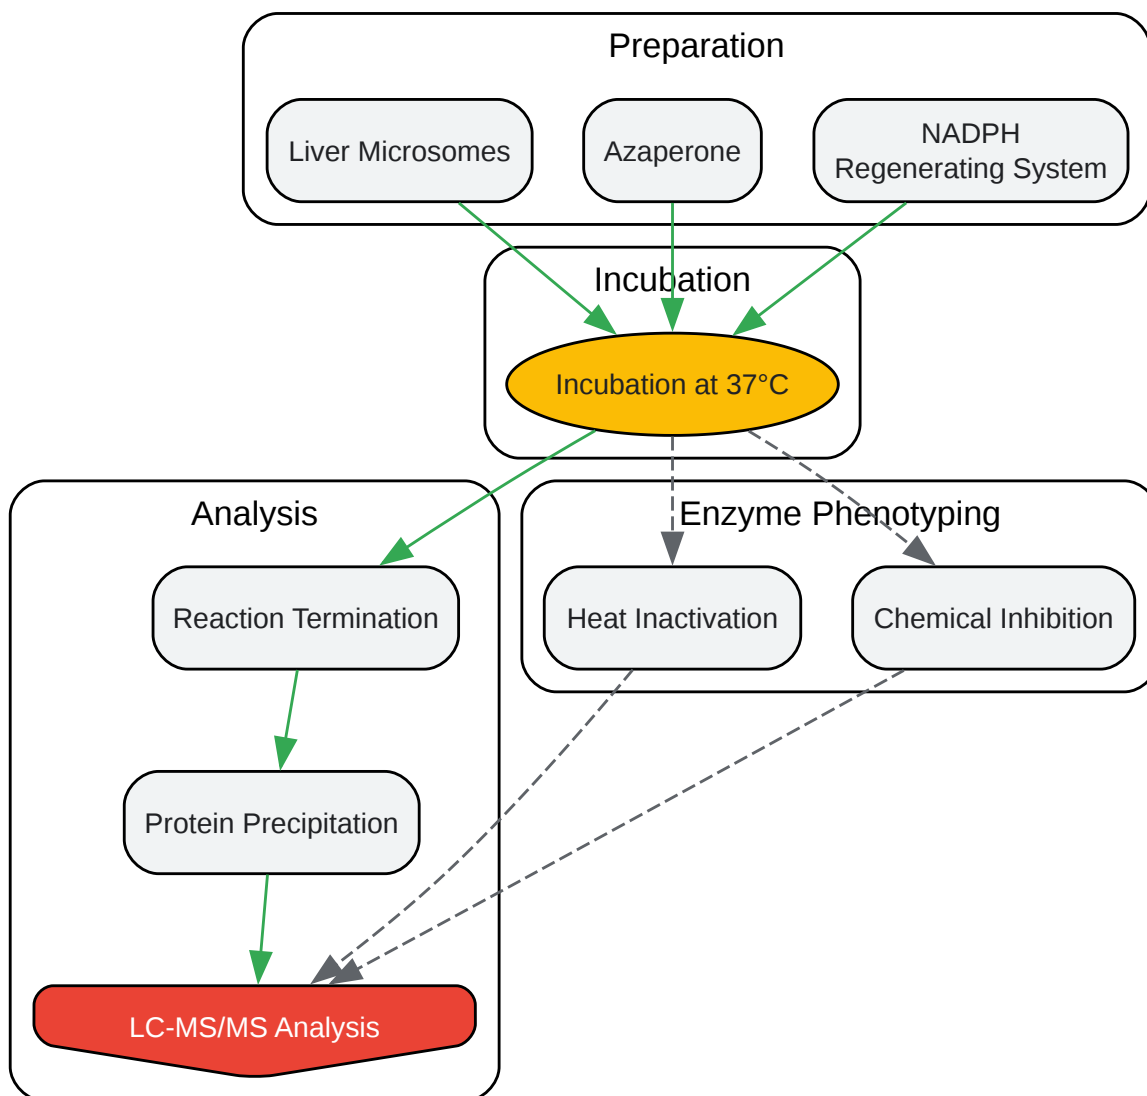 Preparation
Liver Microsomes
Azaperone
NADPH
Regenerating System
Incubation
Incubation at 37°C
Analysis
Enzyme Phenotyping
Reaction Termination
Heat Inactivation
Chemical Inhibition
Protein Precipitation
LC-MS/MS Analysis